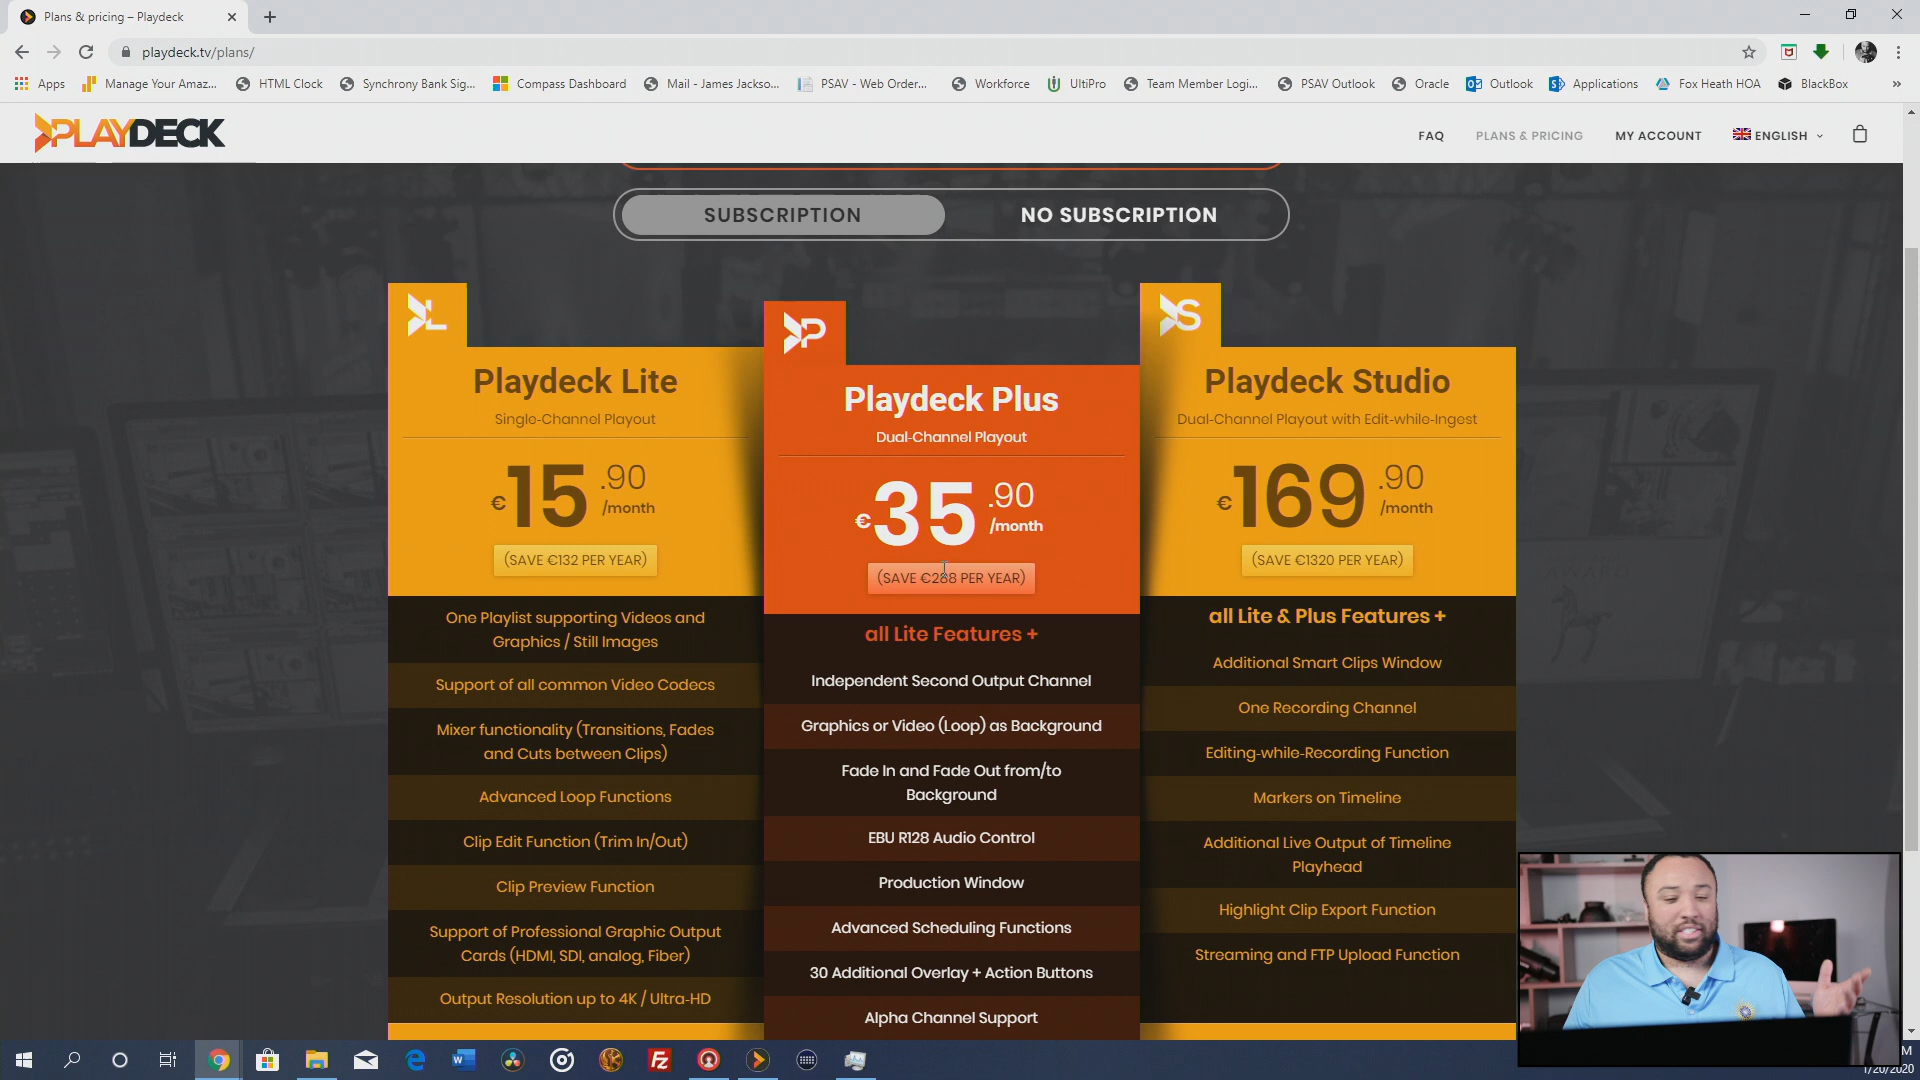 Plans & pricing – Playdeck
playdeck.tv/plans/
Apps
Manage Your Amaz...
HTML Clock
Synchrony Bank Sig...
Compass Dashboard
Mail - James Jackso...
PSAV - Web Order...
Workforce
UltiPro
Team Member Logi...
PSAV Outlook
Oracle
Outlook
Applications
Fox Heath HOA
BlackBox
»
PLAYDECK
FAQ
PLANS & PRICING
MY ACCOUNT
ENGLISH
SUBSCRIPTION
NO SUBSCRIPTION
L
Playdeck Lite
Single-Channel Playout
€15.90 /month
(SAVE €132 PER YEAR)
One Playlist supporting Videos and
Graphics / Still Images
Support of all common Video Codecs
Mixer functionality (Transitions, Fades
and Cuts between Clips)
Advanced Loop Functions
Clip Edit Function (Trim In/Out)
Clip Preview Function
Support of Professional Graphic Output
Cards (HDMI, SDI, analog, Fiber)
Output Resolution up to 4K / Ultra-HD
P
Playdeck Plus
Dual-Channel Playout
€35.90 /month
(SAVE €288 PER YEAR)
all Lite Features +
Independent Second Output Channel
Graphics or Video (Loop) as Background
Fade In and Fade Out from/to
Background
EBU R128 Audio Control
Production Window
Advanced Scheduling Functions
30 Additional Overlay + Action Buttons
Alpha Channel Support
S
Playdeck Studio
Dual-Channel Playout with Edit-while-Ingest
€169.90 /month
(SAVE €1320 PER YEAR)
all Lite & Plus Features +
Additional Smart Clips Window
One Recording Channel
Editing-while-Recording Function
Markers on Timeline
Additional Live Output of Timeline
Playhead
Highlight Clip Export Function
Streaming and FTP Upload Function
1/20/2020